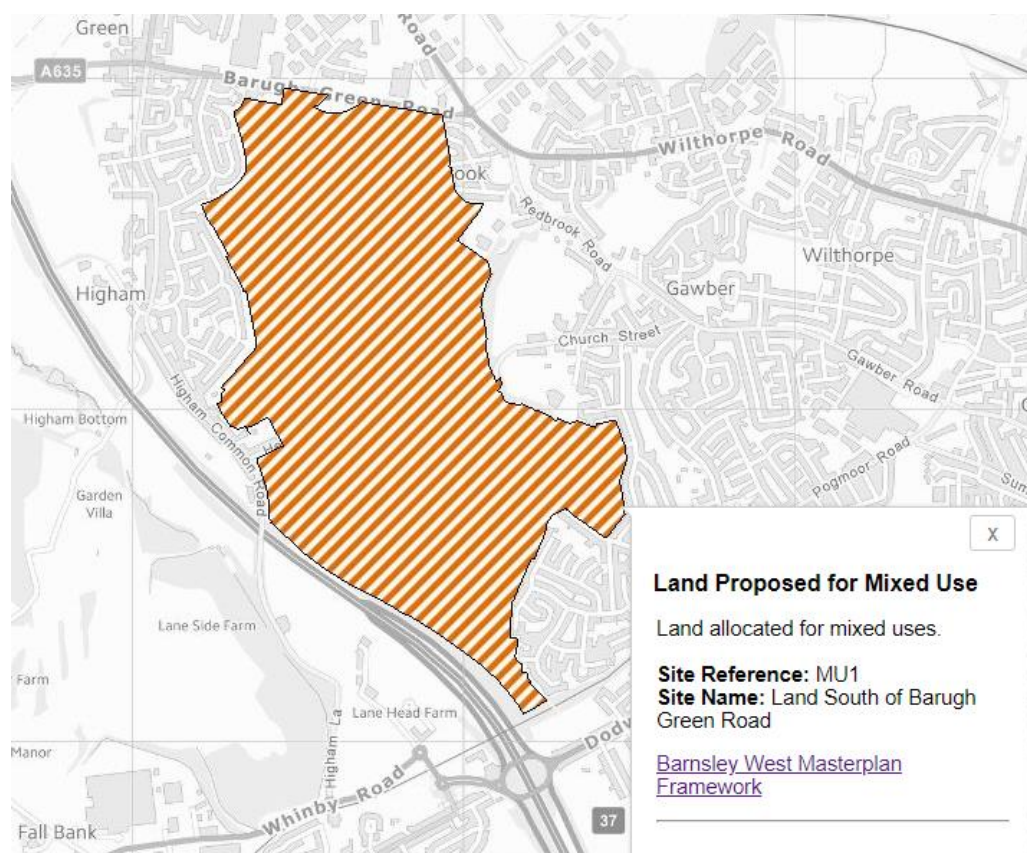 Green
Road
A635
Barugh Green Road
Wilthorpe Road
ook
Redbrook Road
Wilthorpe
Higham
Gawber
Church Street
Gawber Road
Higham Bottom
Higham Common Road
Pogmoor Road
Sum
Garden
Villa
X
Land Proposed for Mixed Use
Land allocated for mixed uses.
Lane Side Farm
Site Reference: MU1
Farm
Site Name: Land South of Barugh
Green Road
Lane Head Farm
Higham La
Manor
Dodw
Barnsley West Masterplan
Framework
Whinby Road
37
Fall Bank